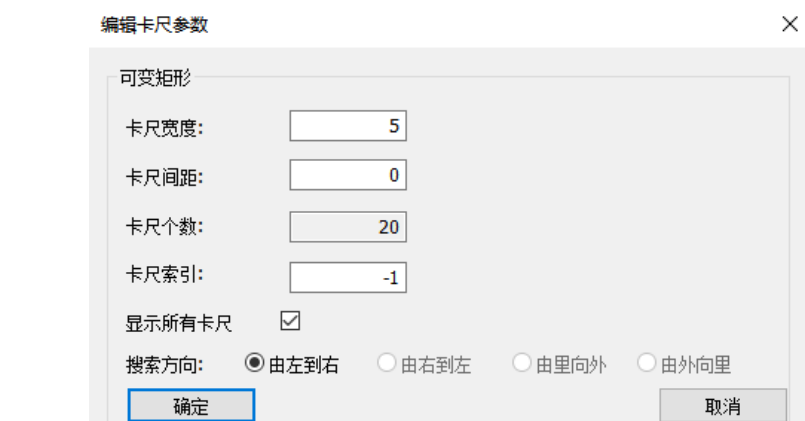 编辑卡尺参数
可变矩形
卡尺宽度: 5
卡尺间距: 0
卡尺个数: 20
卡尺索引: -1
显示所有卡尺
搜索方向: 由左到右 由右到左 由里向外 由外向里
确定 取消